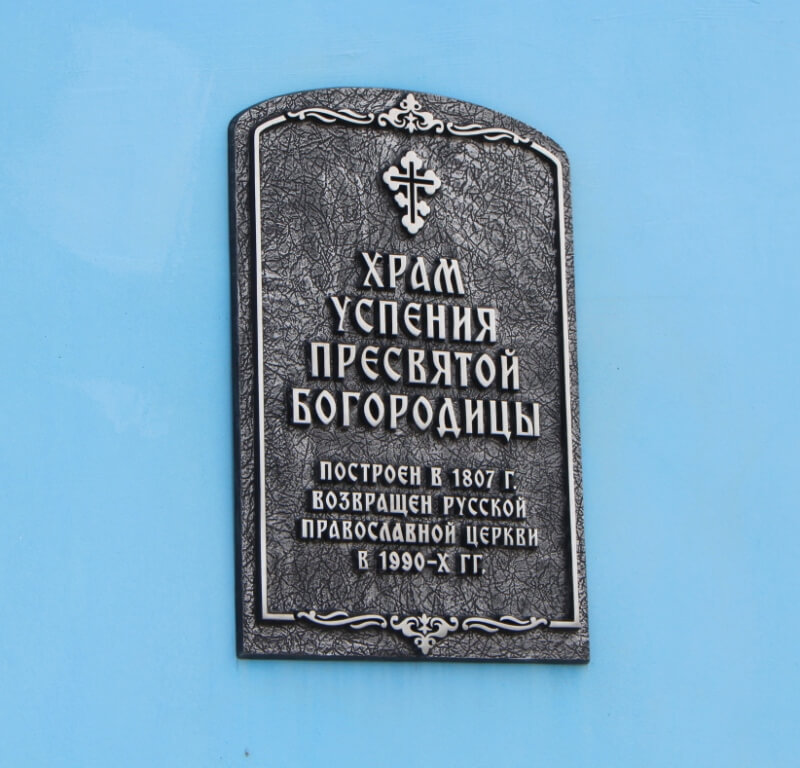 ХРАМ
УСПЕНИЯ
ПРЕСВЯТОЙ
БОГОРОДИЦЫ
ПОСТРОЕН В 1807 Г.
ВОЗВРАЩЕН РУССКОЙ
ПРАВОСЛАВНОЙ ЦЕРКВИ
В 1990-Х ГГ.